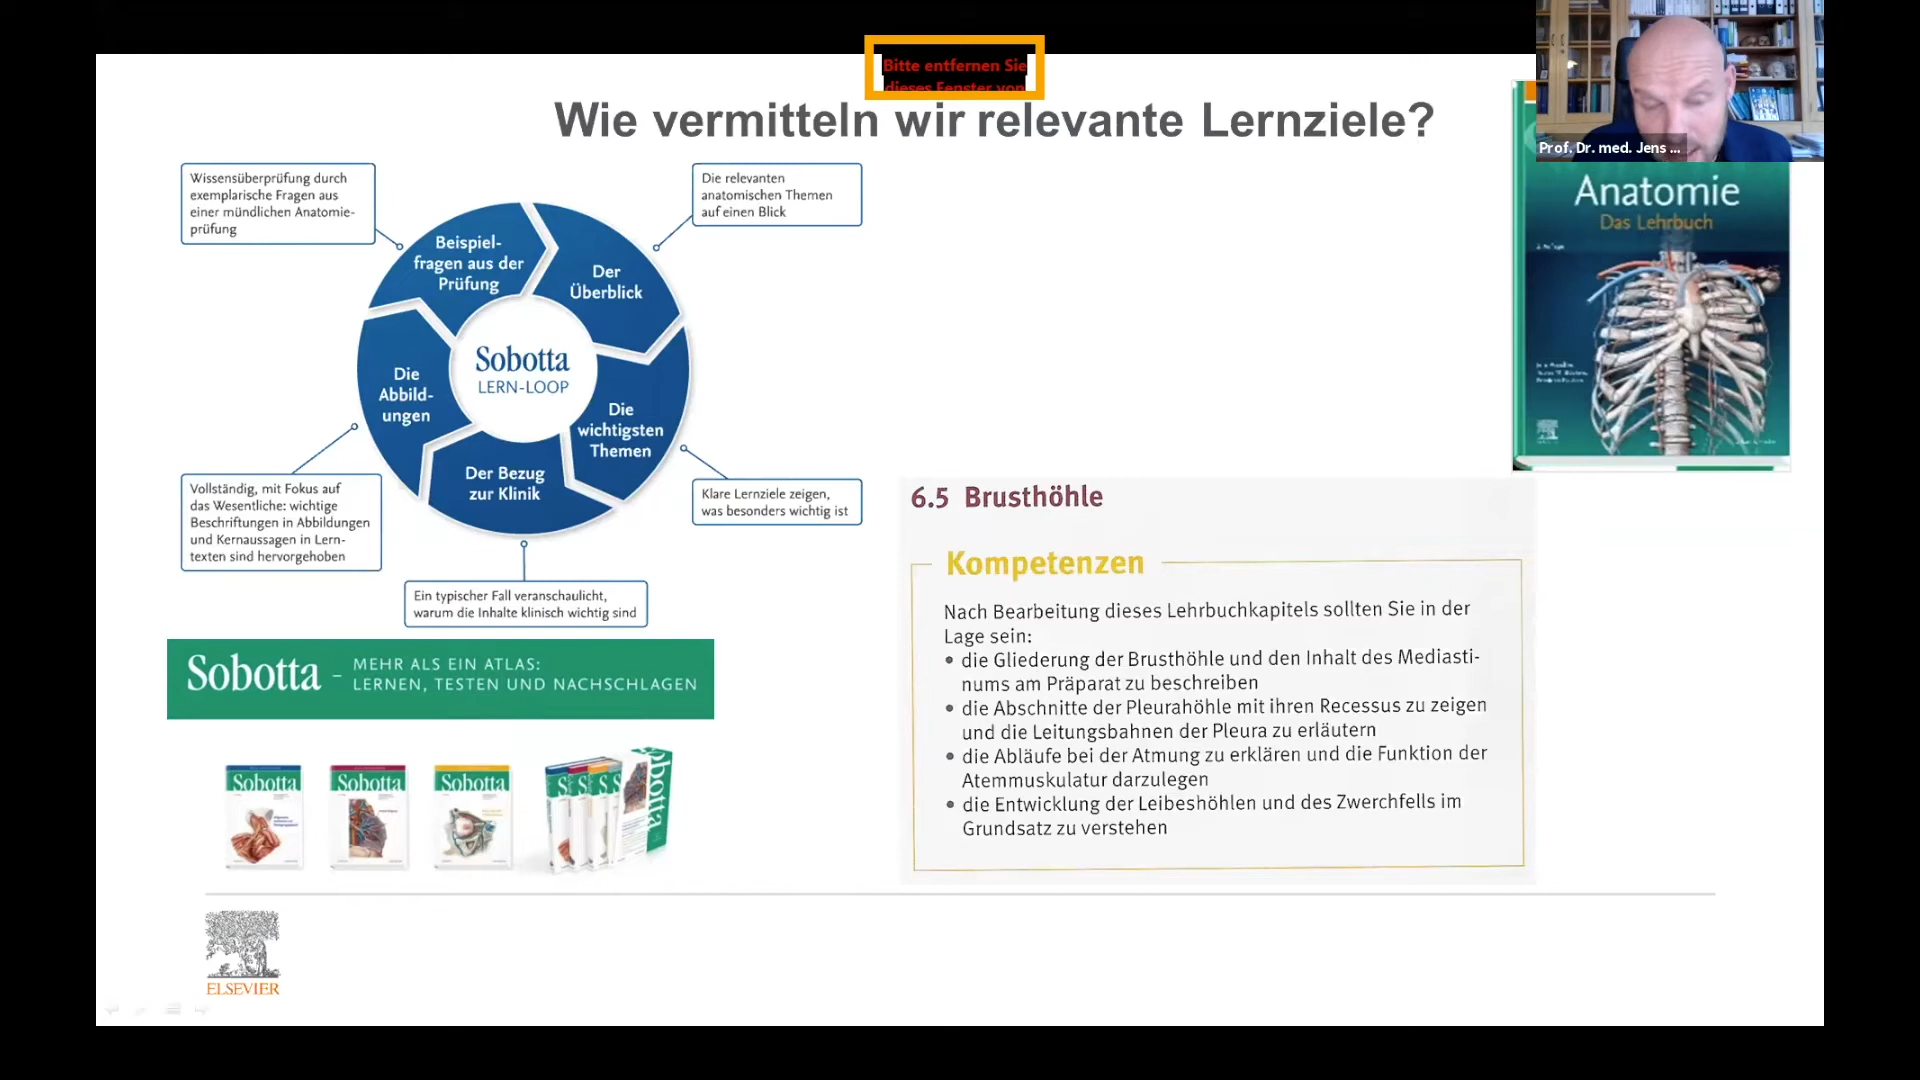 Bitte entfernen Sie
dieses Fenster von
Wie vermitteln wir relevante Lernziele?
Prof. Dr. med. Jens ...
Wissensüberprüfung durch
exemplarische Fragen aus
einer mündlichen Anatomie-
prüfung
Die relevanten
anatomischen Themen
auf einen Blick
Beispiel-
fragen aus der
Prüfung
Der
Überblick
Die
Abbild-
ungen
Sobotta
LERN-LOOP
Die
wichtigsten
Themen
Der Bezug
zur Klinik
Vollständig, mit Fokus auf
das Wesentliche: wichtige
Beschriftungen in Abbildungen
und Kernaussagen in Lern-
texten sind hervorgehoben
Klare Lernziele zeigen,
was besonders wichtig ist
Ein typischer Fall veranschaulicht,
warum die Inhalte klinisch wichtig sind
Sobotta – MEHR ALS EIN ATLAS:
LERNEN, TESTEN UND NACHSCHLAGEN
Sobotta
Sobotta
Sobotta
Anatomie
Das Lehrbuch
6.5 Brusthöhle
Kompetenzen
Nach Bearbeitung dieses Lehrbuchkapitels sollten Sie in der
Lage sein:
• die Gliederung der Brusthöhle und den Inhalt des Mediasti-
nums am Präparat zu beschreiben
• die Abschnitte der Pleurahöhle mit ihren Recessus zu zeigen
und die Leitungsbahnen der Pleura zu erläutern
• die Abläufe bei der Atmung zu erklären und die Funktion der
Atemmuskulatur darzulegen
• die Entwicklung der Leibeshöhlen und des Zwerchfells im
Grundsatz zu verstehen
ELSEVIER